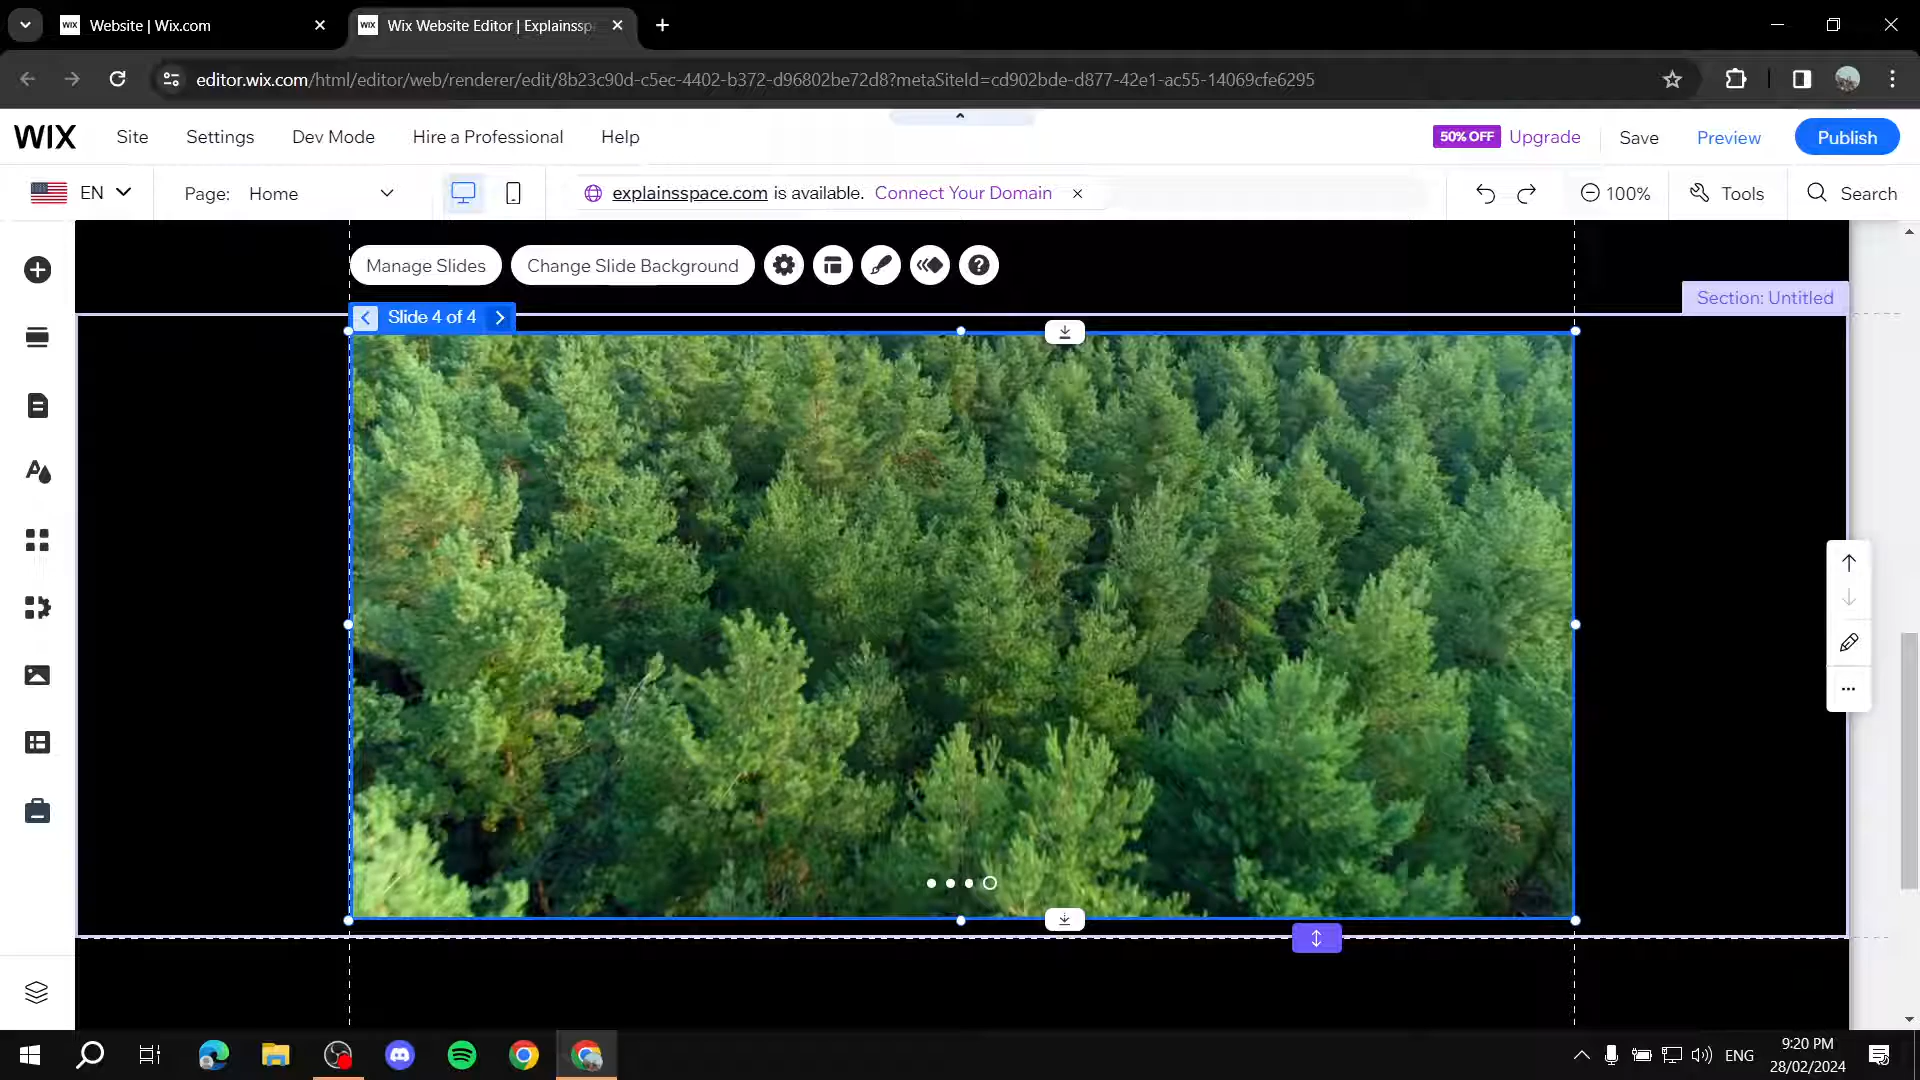 WIX Website | Wix.com
WIX Wix Website Editor | Explainssp
editor.wix.com/html/editor/web/renderer/edit/8b23c90d-c5ec-4402-b372-d96802be72d8?metaSiteId=cd902bde-d877-42e1-ac55-14069cfe6295
WIX Site Settings Dev Mode Hire a Professional Help 50% OFF Upgrade Save Preview Publish
EN Page: Home explainsspace.com is available. Connect Your Domain 100% Tools Search
Manage Slides Change Slide Background
Section: Untitled
Slide 4 of 4
ENG
9:20 PM
28/02/2024